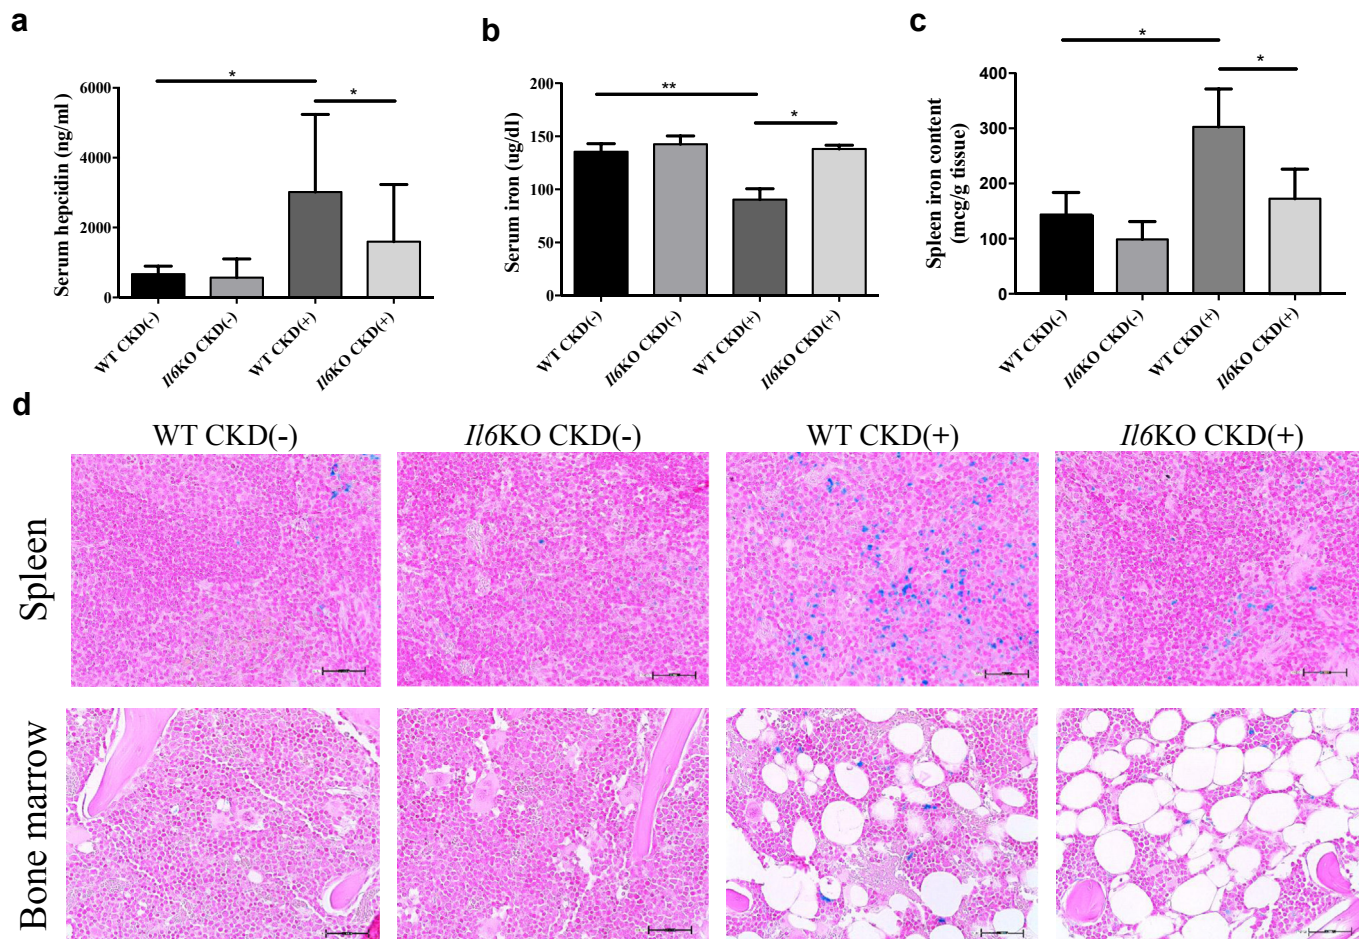 a
b
c
*
*
Serum hepcidin (ng/ml)
6000
4000
2000
0
WT CKD(-)
Il6KO CKD(-)
WT CKD(+)
Il6KO CKD(+)
**
*
Serum iron (ug/dl)
200
150
100
50
0
WT CKD(-)
Il6KO CKD(-)
WT CKD(+)
Il6KO CKD(+)
*
*
Spleen iron content
(mcg/g tissue)
400
300
200
100
0
WT CKD(-)
Il6KO CKD(-)
WT CKD(+)
Il6KO CKD(+)
d
WT CKD(-)
Il6KO CKD(-)
WT CKD(+)
Il6KO CKD(+)
Spleen
Bone marrow